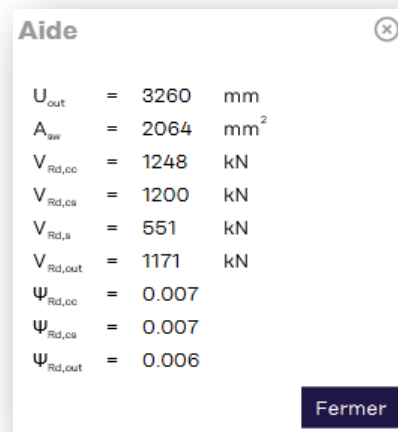 Aide
U_out = 3260 mm
A_sw = 2064 mm²
V_Rd,cc = 1248 kN
V_Rd,cs = 1200 kN
V_Rd,s = 551 kN
V_Rd,out = 1171 kN
Ψ_Rd,cc = 0.007
Ψ_Rd,cs = 0.007
Ψ_Rd,out = 0.006
Fermer